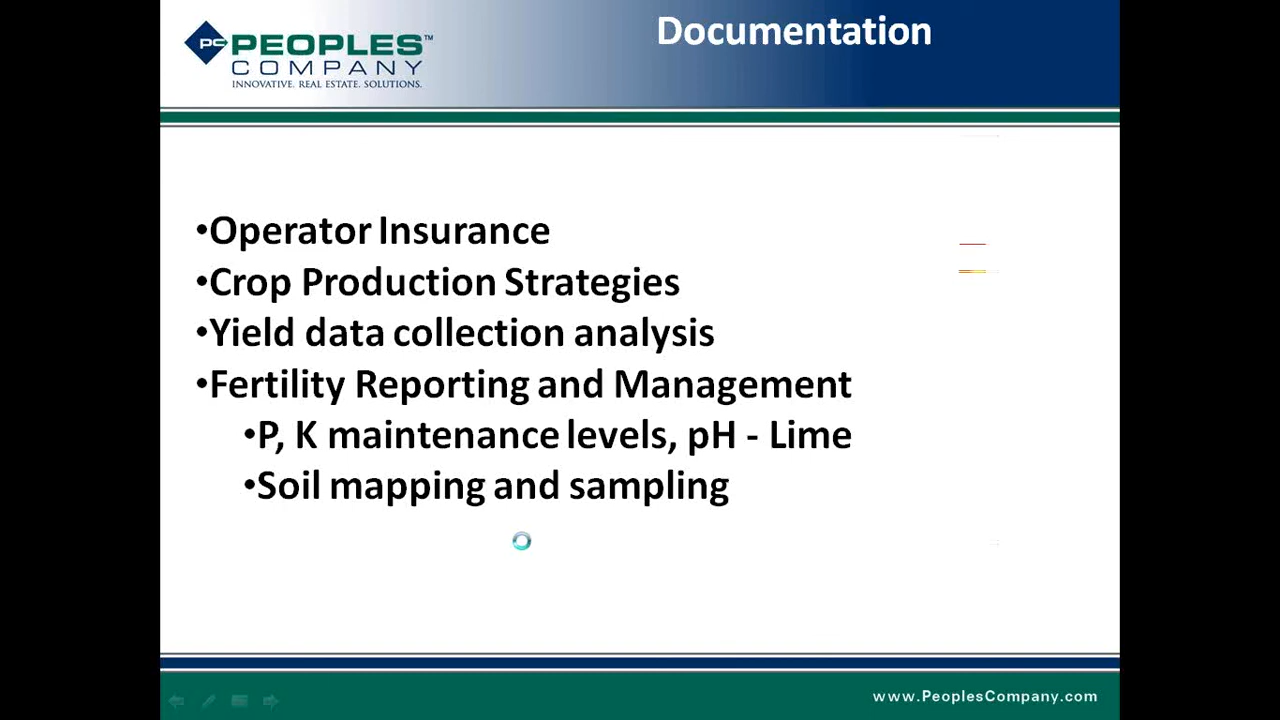 Documentation
PC PEOPLES™
COMPANY
INNOVATIVE. REAL ESTATE. SOLUTIONS.
•Operator Insurance
•Crop Production Strategies
•Yield data collection analysis
•Fertility Reporting and Management
•P, K maintenance levels, pH - Lime
•Soil mapping and sampling
www.PeoplesCompany.com